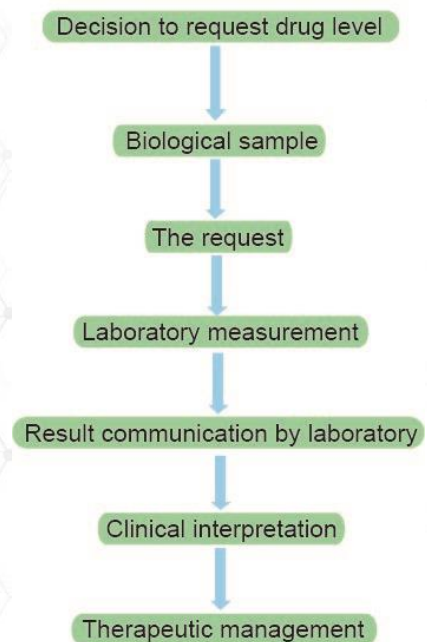 Decision to request drug level
Biological sample
The request
Laboratory measurement
Result communication by laboratory
Clinical interpretation
Therapeutic management